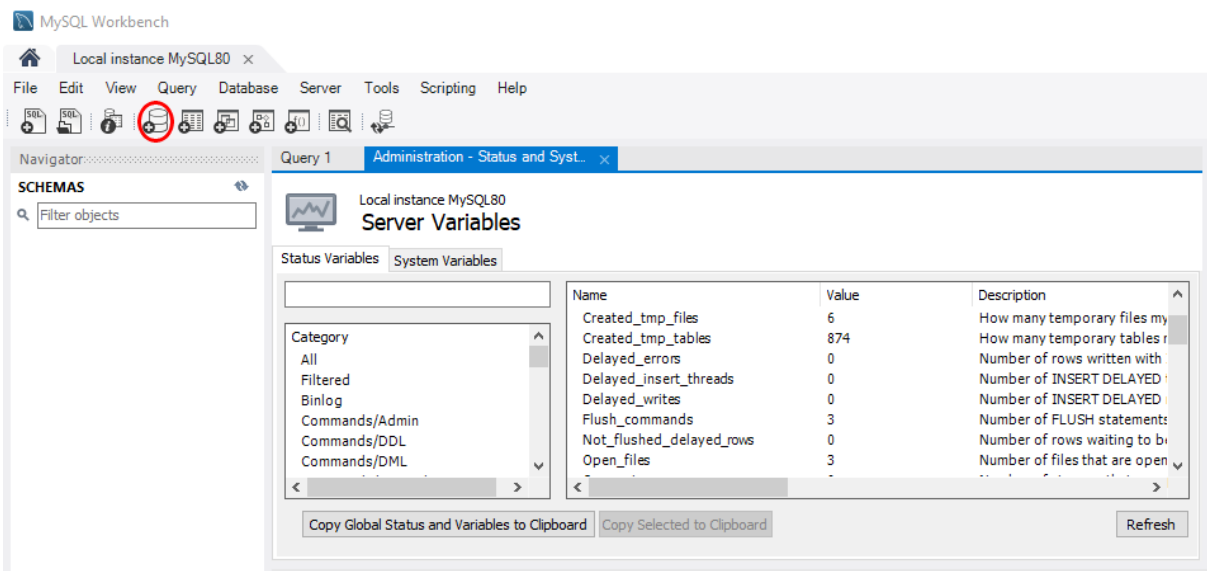 MySQL Workbench
Local instance MySQL80
File Edit View Query Database Server Tools Scripting Help
SQL SQL
Navigator Query 1 Administration - Status and Syst...
SCHEMAS
Filter objects
Local instance MySQL80
Server Variables
Status Variables System Variables
Name Value Description
Created_tmp_files 6 How many temporary files my
Category Created_tmp_tables 874 How many temporary tables
All Delayed_errors 0 Number of rows written with
Filtered Delayed_insert_threads 0 Number of INSERT DELAYED
Binlog Delayed_writes 0 Number of INSERT DELAYED
Commands/Admin Flush_commands 3 Number of FLUSH statements
Commands/DDL Not_flushed_delayed_rows 0 Number of rows waiting to be
Commands/DML Open_files 3 Number of files that are open
Copy Global Status and Variables to Clipboard Copy Selected to Clipboard Refresh